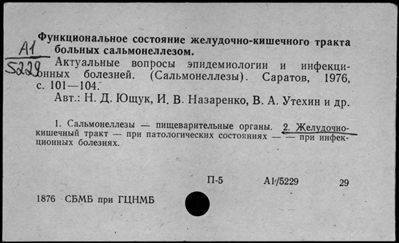 Функциональное состояние желудочно-кишечного тракта
больных сальмонеллезом.
А1
5229
Актуальные вопросы эпидемиологии и инфекци-
онных болезней. (Сальмонеллезы). Саратов, 1976,
с. 101—104.
Авт.: Н. Д. Ющук, И. В. Назаренко, В. А. Утехин и др.
1. Сальмонеллезы — пищеварительные органы. 2. Желудочно-
кишечный тракт — при патологических состояниях — — при инфек-
ционных болезнях.
П-5 А1/5229 29
1876 СБМБ при ГЦНМБ